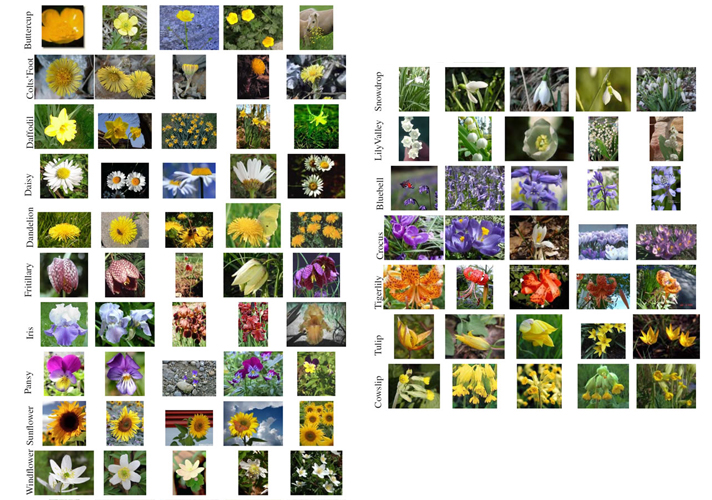 Buttercup
Colts'Foot
Daffodil
Daisy
Dandelion
Fritillary
Iris
Pansy
Sunflower
Windflower
Snowdrop
LilyValley
Bluebell
Crocus
Tigerlily
Tulip
Cowslip